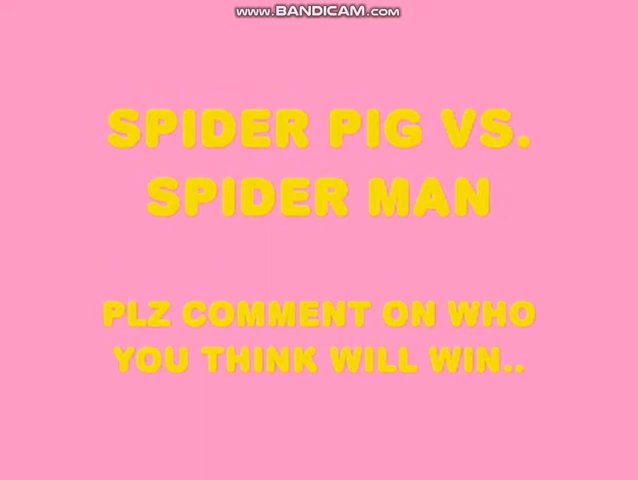 www.BANDICAM.com
SPIDER PIG VS.
SPIDER MAN
PLZ COMMENT ON WHO
YOU THINK WILL WIN..